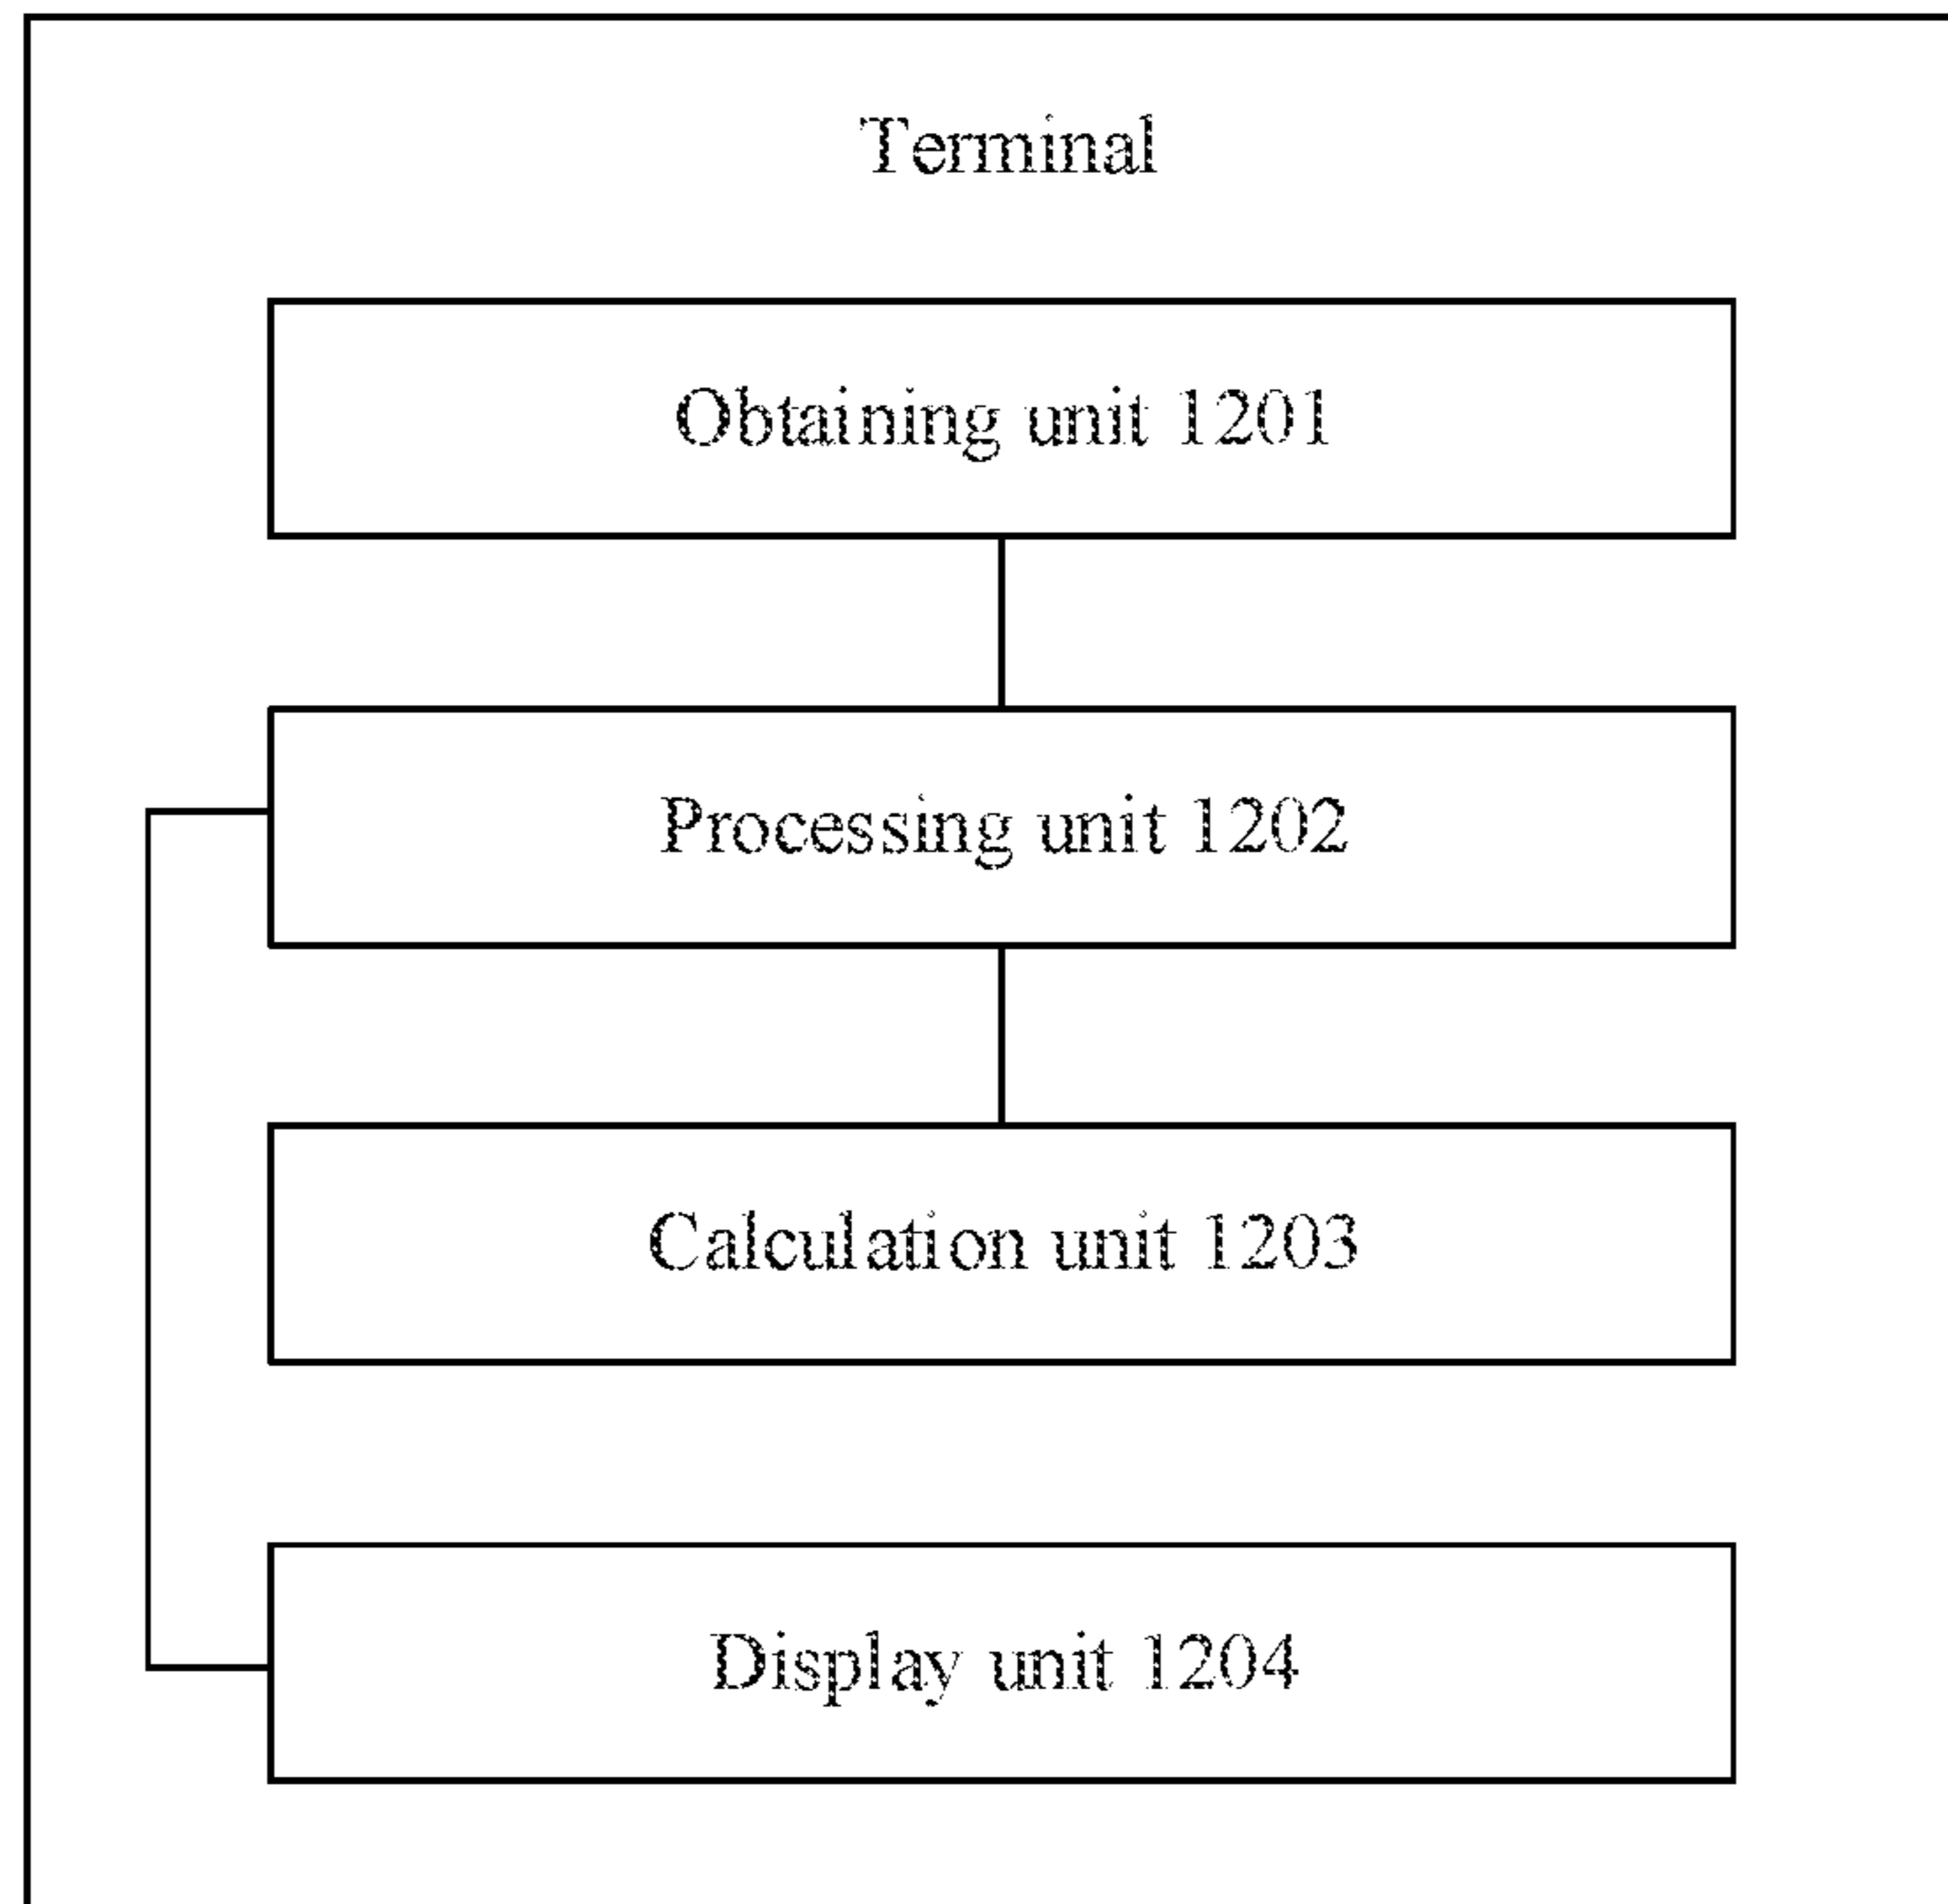 Terminal
Obtaining unit 1201
Processing unit 1202
Calculation unit 1203
Display unit 1204